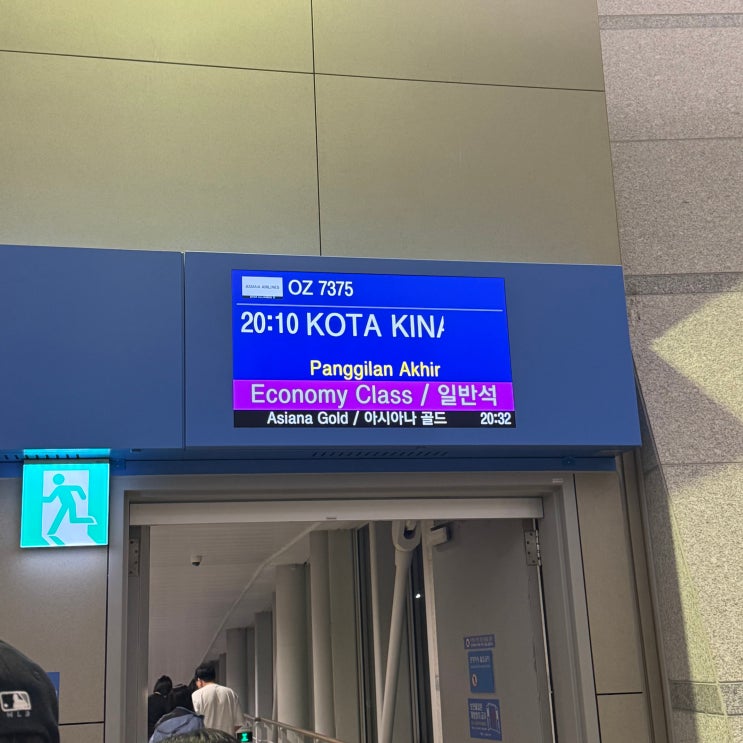 ASIANA AIRLINES
OZ 7375
20:10 KOTA KINA
Panggilan Akhir
Economy Class / 일반석
Asiana Gold / 아시아나 골드
20:32
MLB